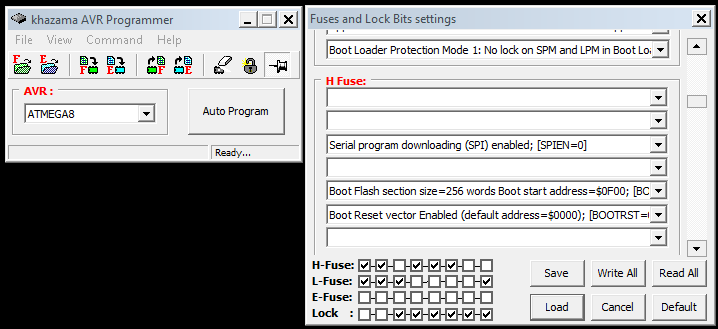 khazama AVR Programmer
File View Command Help
AVR :
ATMEGA8
Auto Program
Ready...
Fuses and Lock Bits settings
Boot Loader Protection Mode 1: No lock on SPM and LPM in Boot Loa
H Fuse:
Serial program downloading (SPI) enabled; [SPIEN=0]
Boot Flash section size=256 words Boot start address=$0F00; [BO
Boot Reset vector Enabled (default address=$0000); [BOOTRST=
H-Fuse:
L-Fuse:
E-Fuse:
Lock :
Save
Write All
Read All
Load
Cancel
Default